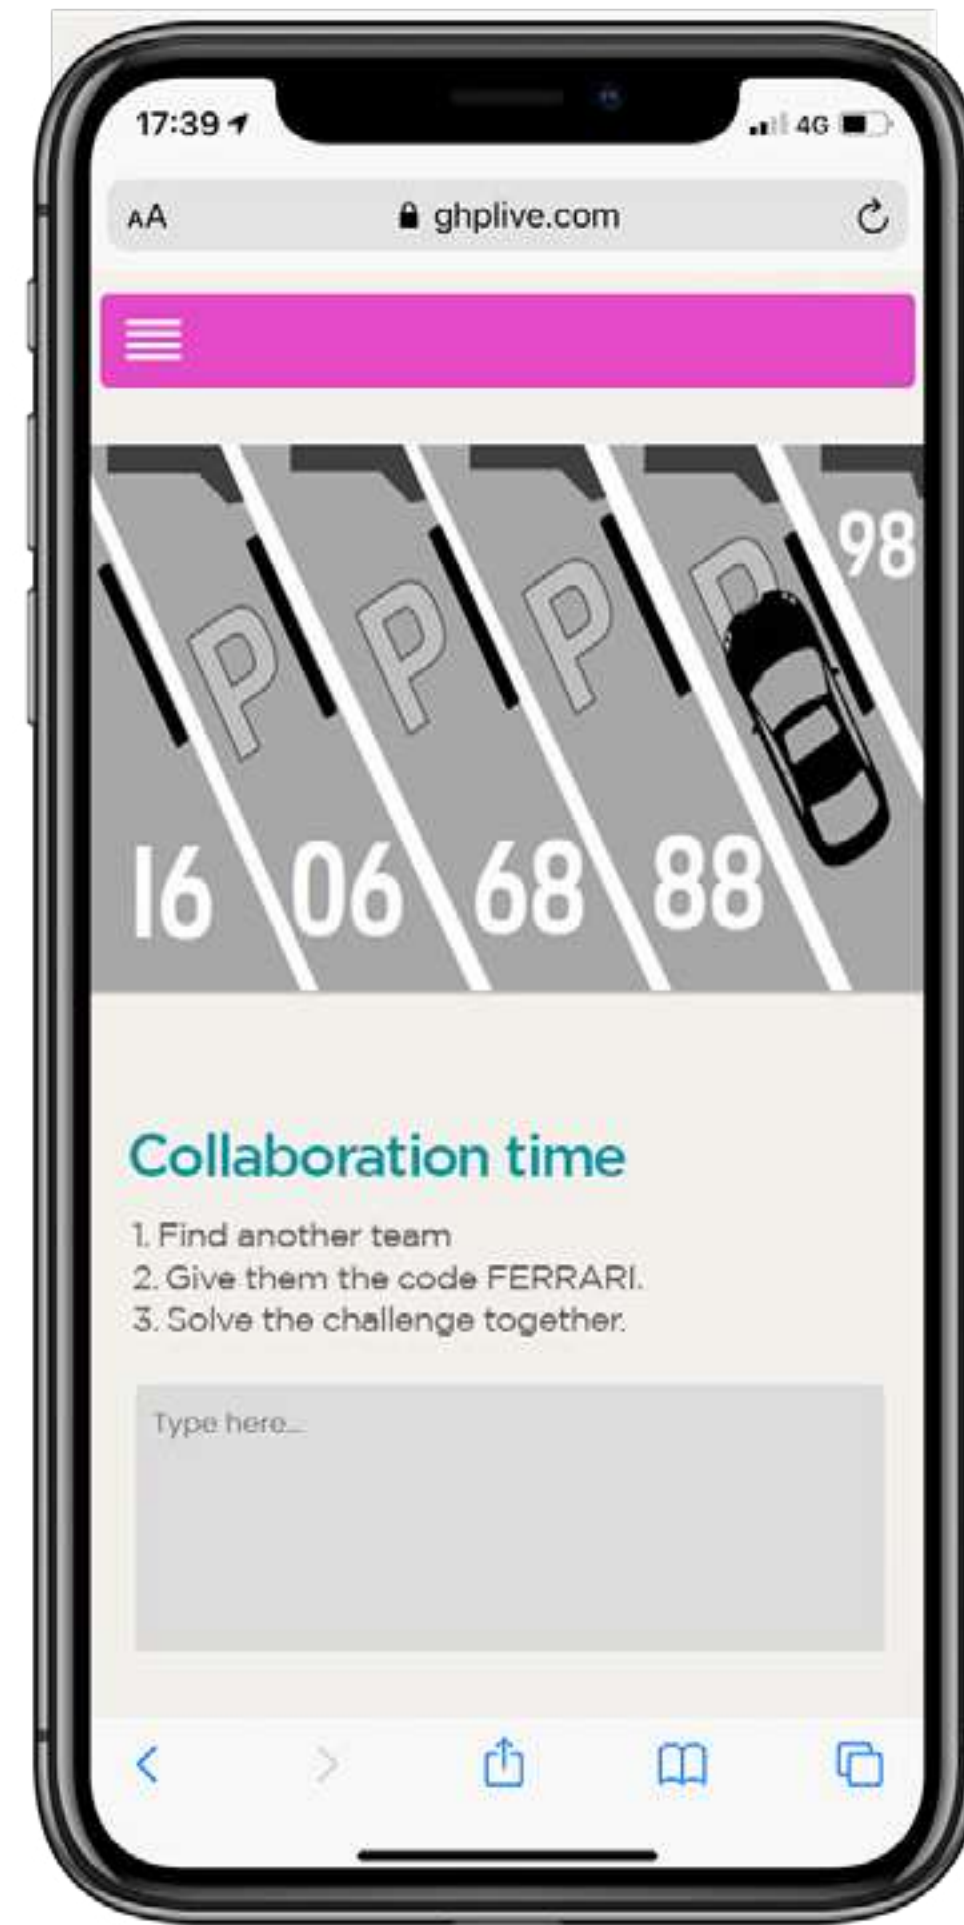 17:39
4G
AA
ghplive.com
98
P P P P
16 06 68 88
Collaboration time
1. Find another team
2. Give them the code FERRARI.
3. Solve the challenge together.
Type here...